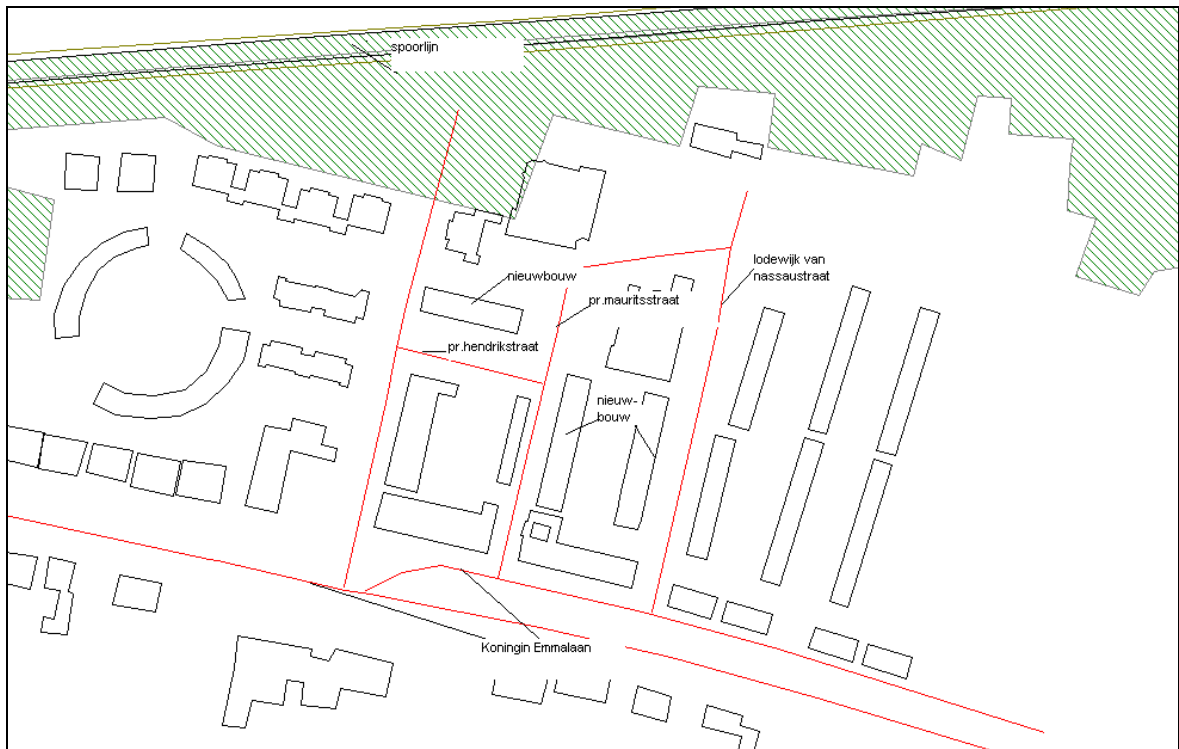 spoorlijn
lodewijk van
nassaustraat
nieuwbouw
pr.mauritsstraat
pr.hendrikstraat
nieuw-
bouw
Koningin Emmalaan